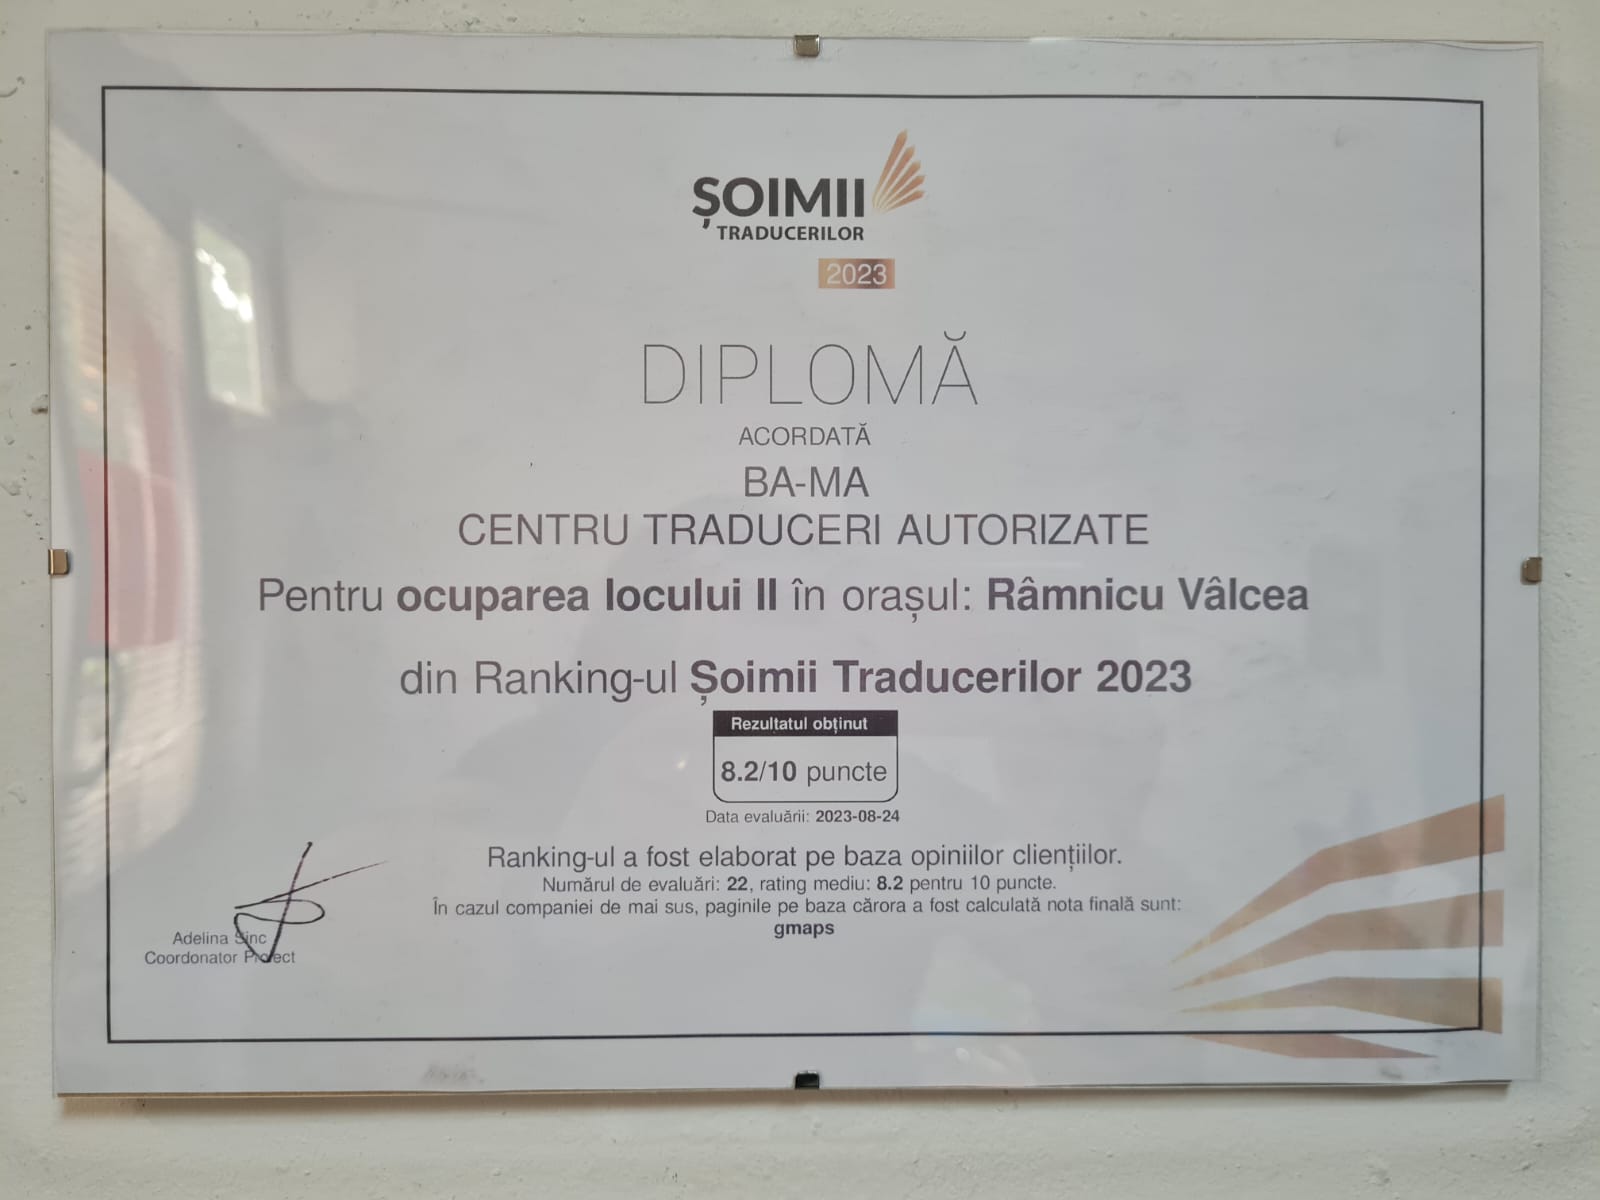 ȘOIMII
TRADUCERILOR
2023
DIPLOMĂ
ACORDATĂ
BA-MA
CENTRU TRADUCERI AUTORIZATE
Pentru ocuparea locului II în orașul: Râmnicu Vâlcea
din Ranking-ul Șoimii Traducerilor 2023
Rezultatul obținut
8.2/10 puncte
Data evaluării: 2023-08-24
Ranking-ul a fost elaborat pe baza opiniilor cliențiilor.
Numărul de evaluări: 22, rating mediu: 8.2 pentru 10 puncte.
În cazul companiei de mai sus, paginile pe baza cărora a fost calculată nota finală sunt:
gmaps
Adelina Sinc
Coordonator Proiect